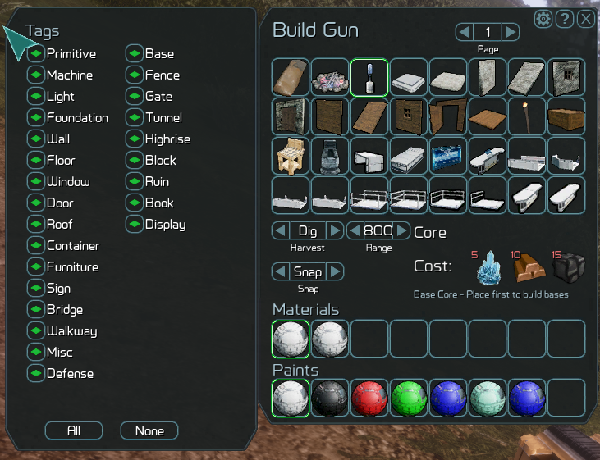 Tags
Primitive
Machine
Light
Foundation
Wall
Floor
Window
Door
Roof
Container
Furniture
Sign
Bridge
Walkway
Misc
Defense
Base
Fence
Gate
Tunnel
Highrise
Block
Ruin
Book
Display
All
None
Build Gun
1
Page
?
X
Dig
Harvest
800
Range
Core
Snap
Snap
Cost:
5
10
15
Base Core - Place first to build bases
Materials
Paints